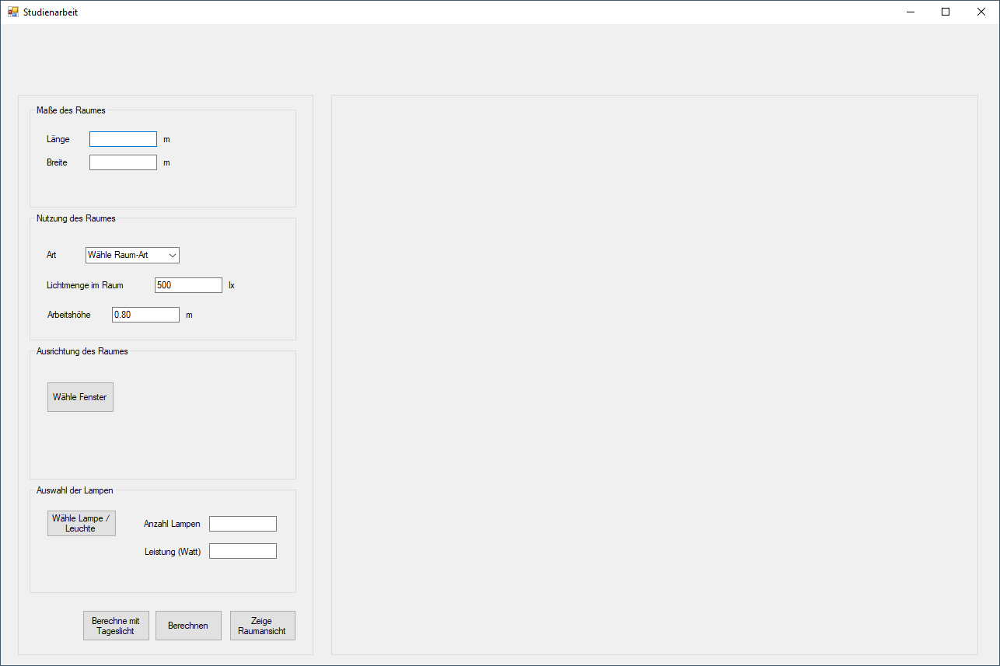 Studienarbeit
Maße des Raumes
Länge m
Breite m
Nutzung des Raumes
Art Wähle Raum-Art
Lichtmenge im Raum 500 lx
Arbeitshöhe 0.80 m
Ausrichtung des Raumes
Wähle Fenster
Auswahl der Lampen
Wähle Lampe /
Leuchte
Anzahl Lampen
Leistung (Watt)
Berechne mit
Tageslicht
Berechnen
Zeige
Raumansicht